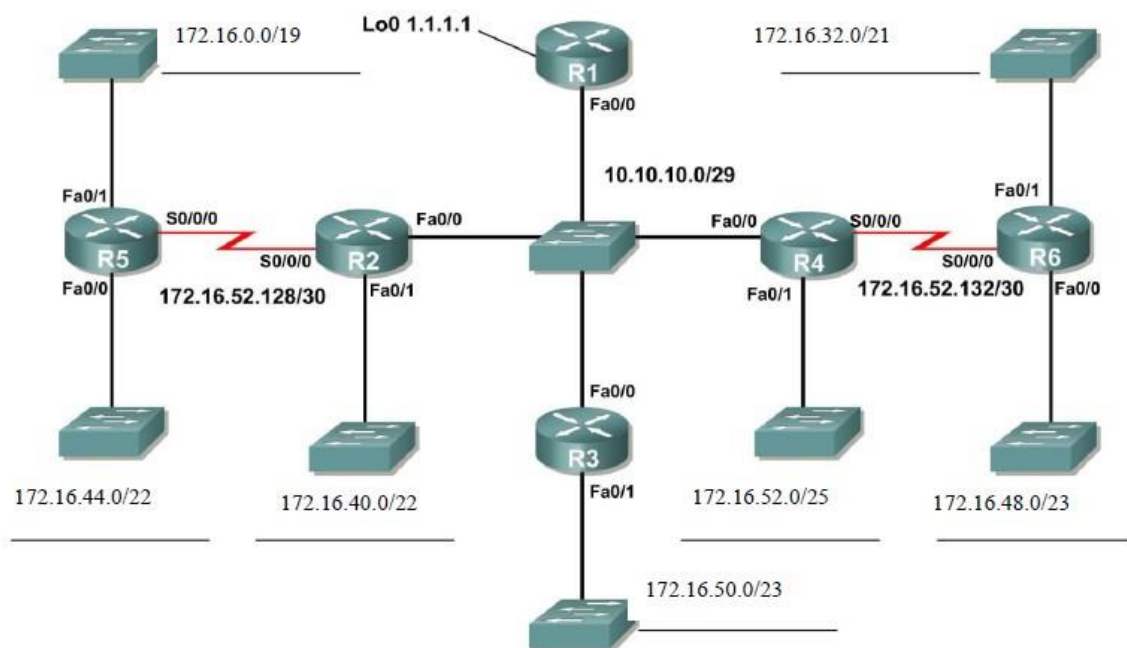 172.16.0.0/19
Lo0 1.1.1.1
172.16.32.0/21
R1
Fa0/0
10.10.10.0/29
Fa0/1
Fa0/1
S0/0/0
Fa0/0
Fa0/0
S0/0/0
R5
S0/0/0
R2
R4
S0/0/0
R6
Fa0/0
172.16.52.128/30
Fa0/1
Fa0/1
172.16.52.132/30
Fa0/0
Fa0/0
R3
Fa0/1
172.16.44.0/22
172.16.40.0/22
172.16.52.0/25
172.16.48.0/23
172.16.50.0/23